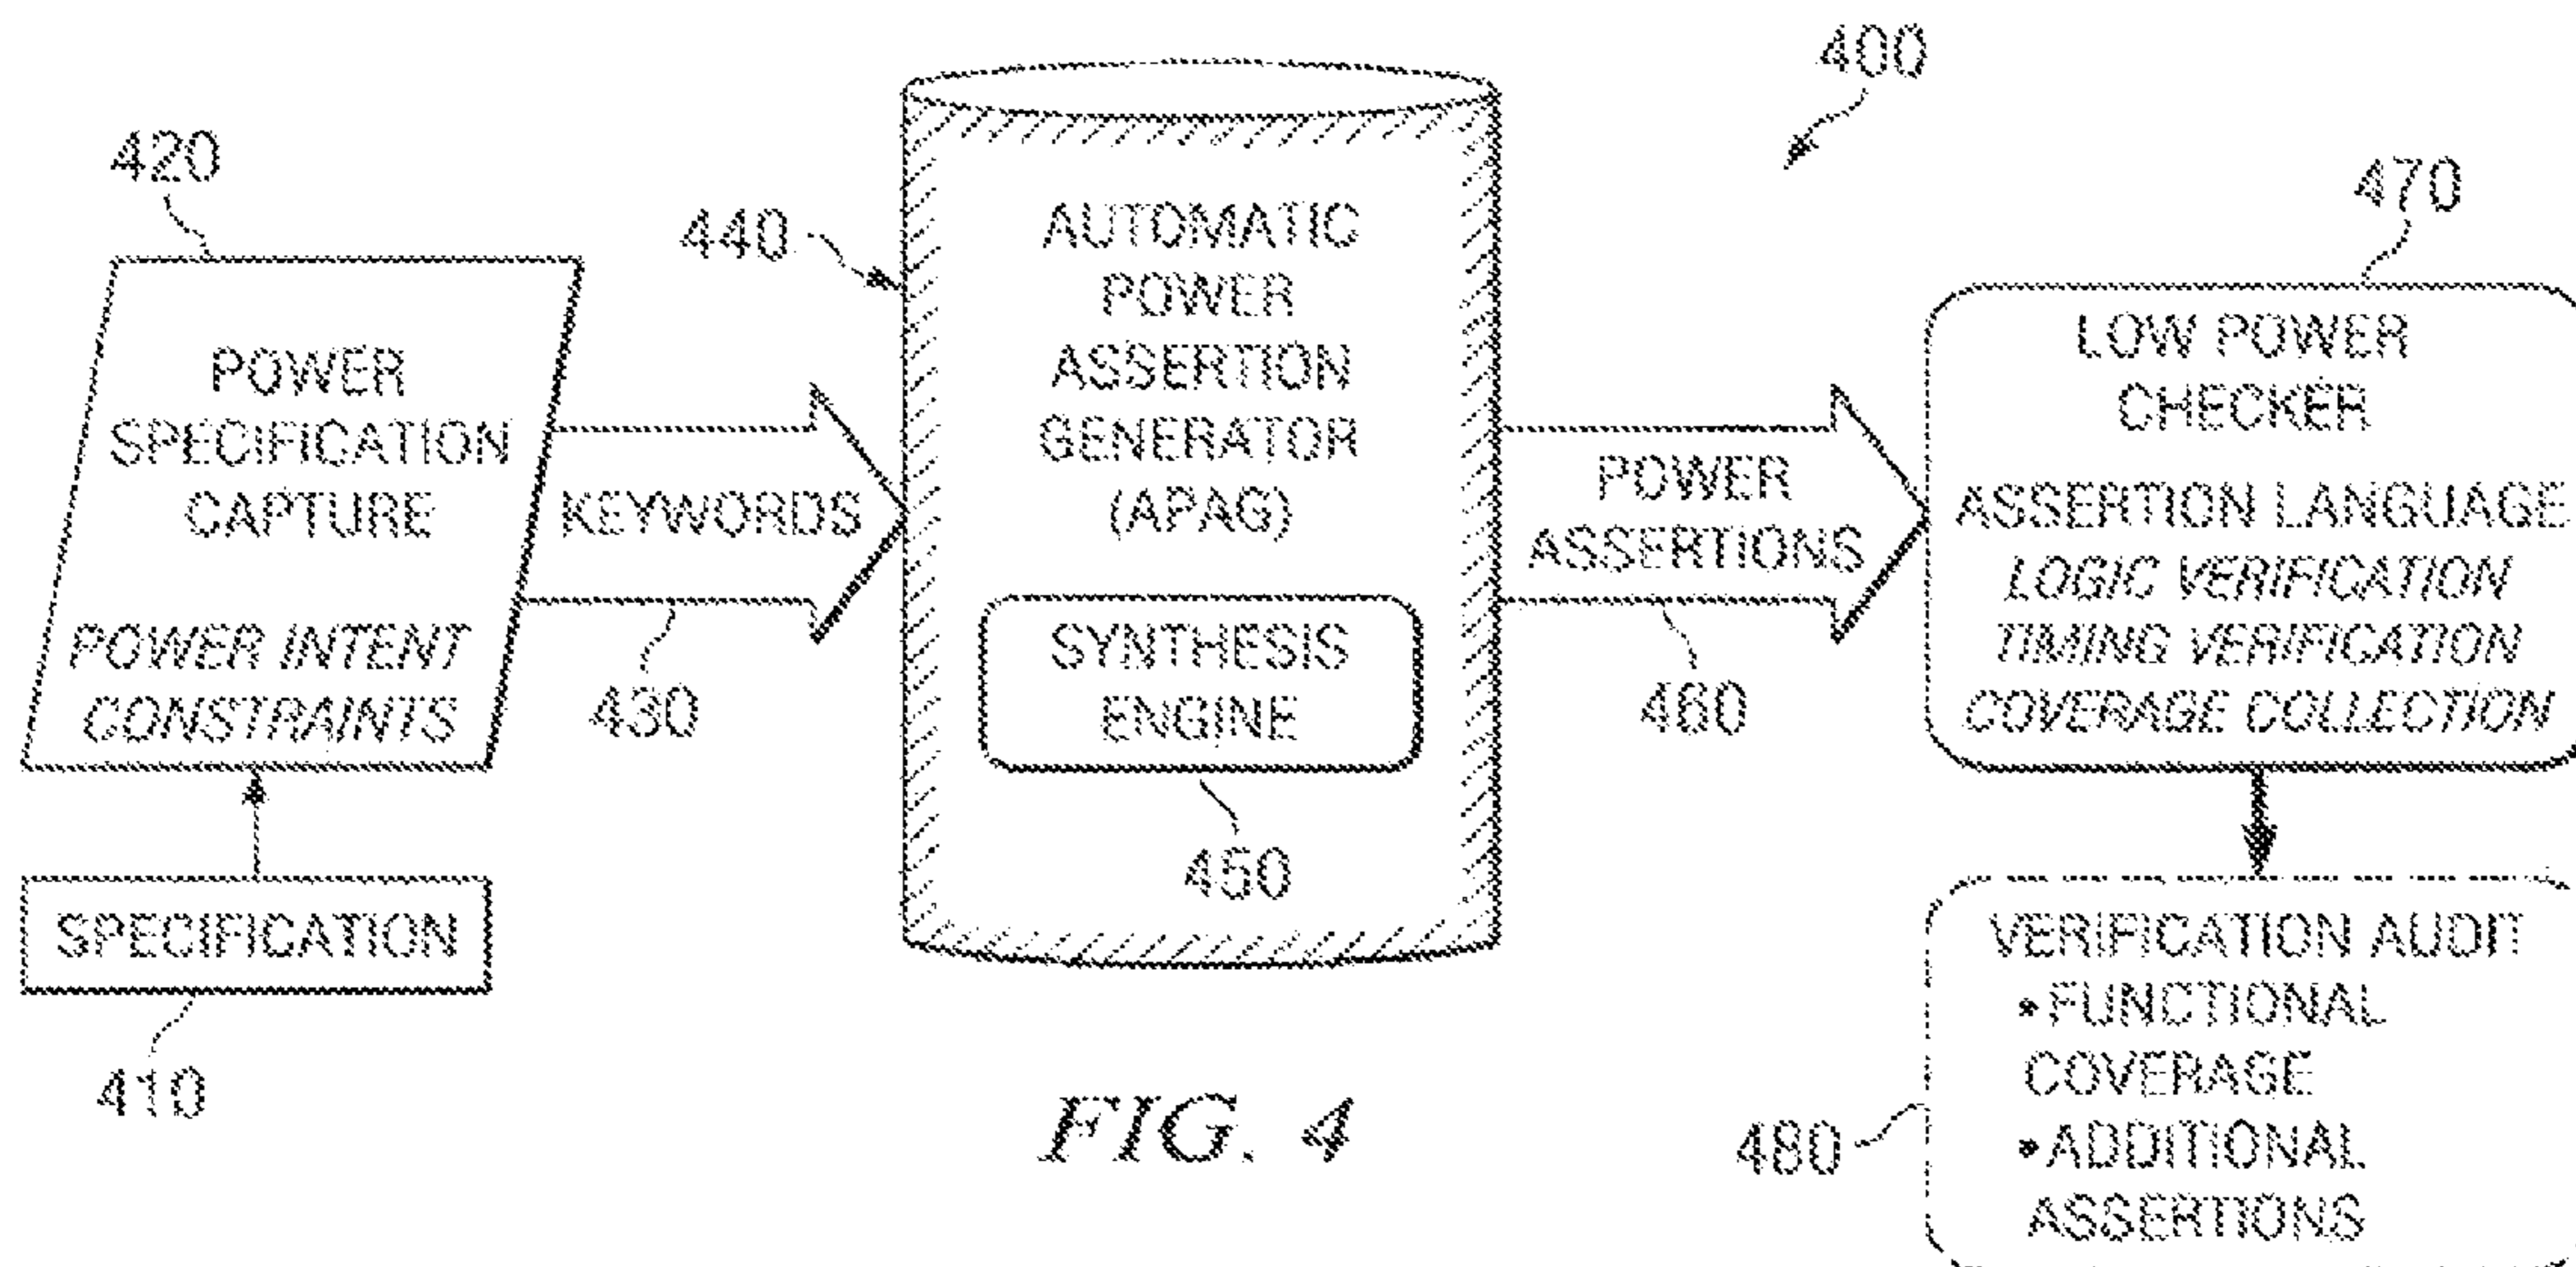 400
420
440
470
POWER
SPECIFICATION
CAPTURE
POWER INTENT
CONSTRAINTS
KEYWORDS
430
AUTOMATIC
POWER
ASSERTION
GENERATOR
(APAG)
SYNTHESIS
ENGINE
450
POWER
ASSERTIONS
460
LOW POWER
CHECKER
ASSERTION LANGUAGE
LOGIC VERIFICATION
TIMING VERIFICATION
COVERAGE COLLECTION
SPECIFICATION
410
VERIFICATION AUDIT
•FUNCTIONAL
COVERAGE
•ADDITIONAL
ASSERTIONS
480
FIG. 4